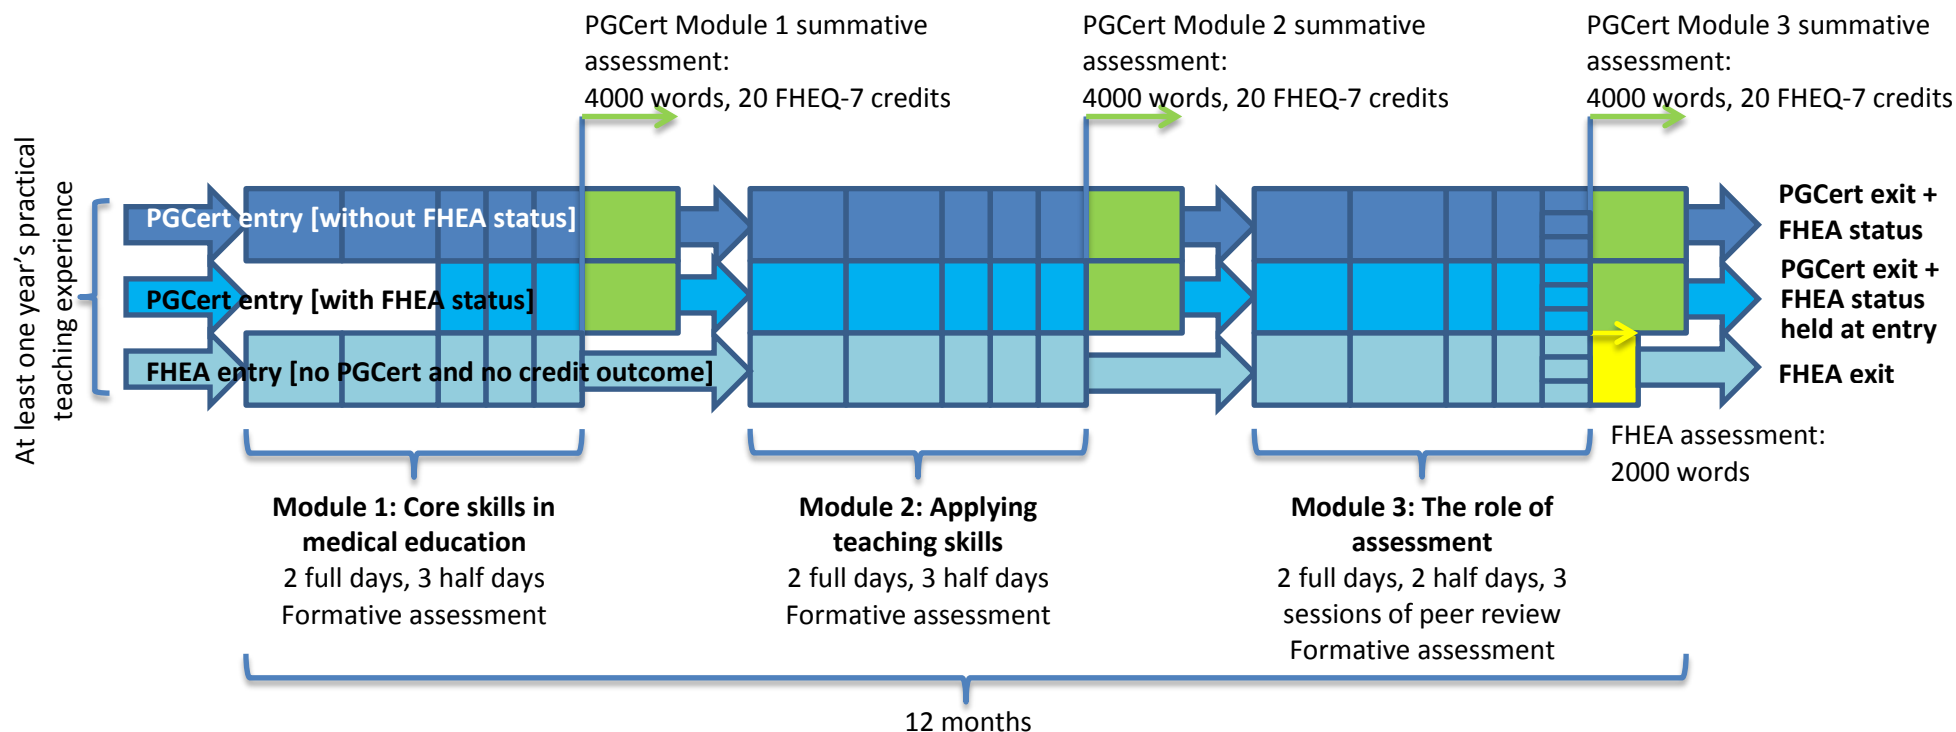 PGCert Module 1 summative
assessment:
4000 words, 20 FHEQ-7 credits
PGCert Module 2 summative
assessment:
4000 words, 20 FHEQ-7 credits
PGCert Module 3 summative
assessment:
4000 words, 20 FHEQ-7 credits
At least one year's practical
teaching experience
PGCert entry [without FHEA status]
PGCert entry [with FHEA status]
FHEA entry [no PGCert and no credit outcome]
PGCert exit +
FHEA status
PGCert exit +
FHEA status
held at entry
FHEA exit
FHEA assessment:
2000 words
Module 1: Core skills in
medical education
2 full days, 3 half days
Formative assessment
Module 2: Applying
teaching skills
2 full days, 3 half days
Formative assessment
Module 3: The role of
assessment
2 full days, 2 half days, 3
sessions of peer review
Formative assessment
12 months